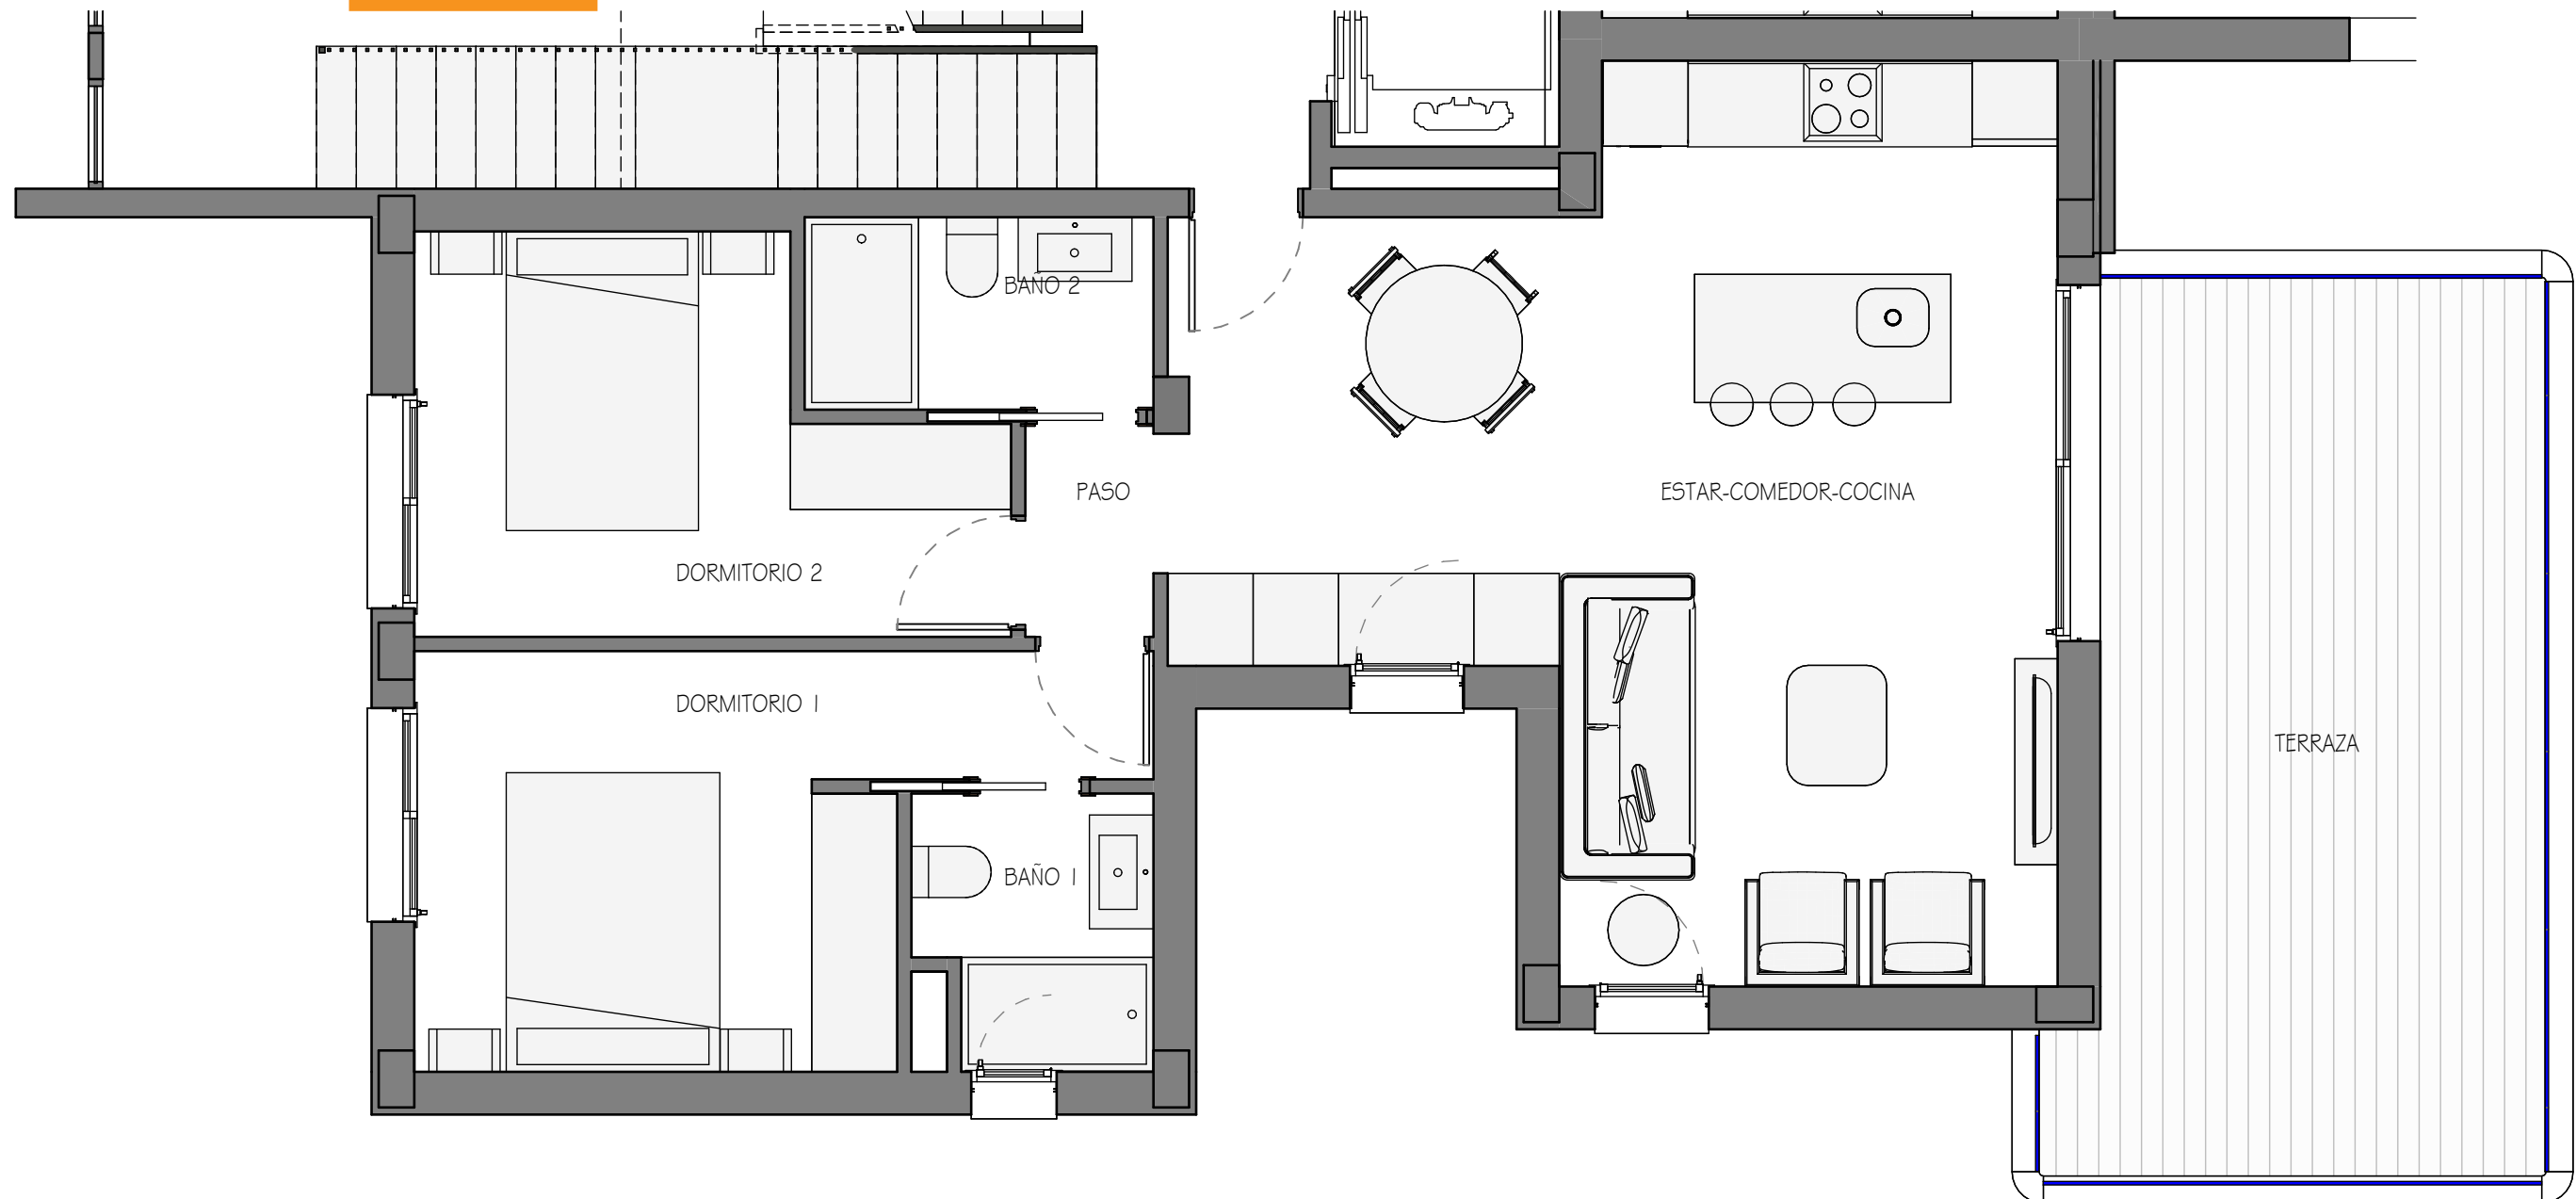 BAÑO 2
PASO
ESTAR-COMEDOR-COCINA
DORMITORIO 2
DORMITORIO 1
TERRAZA
BAÑO 1